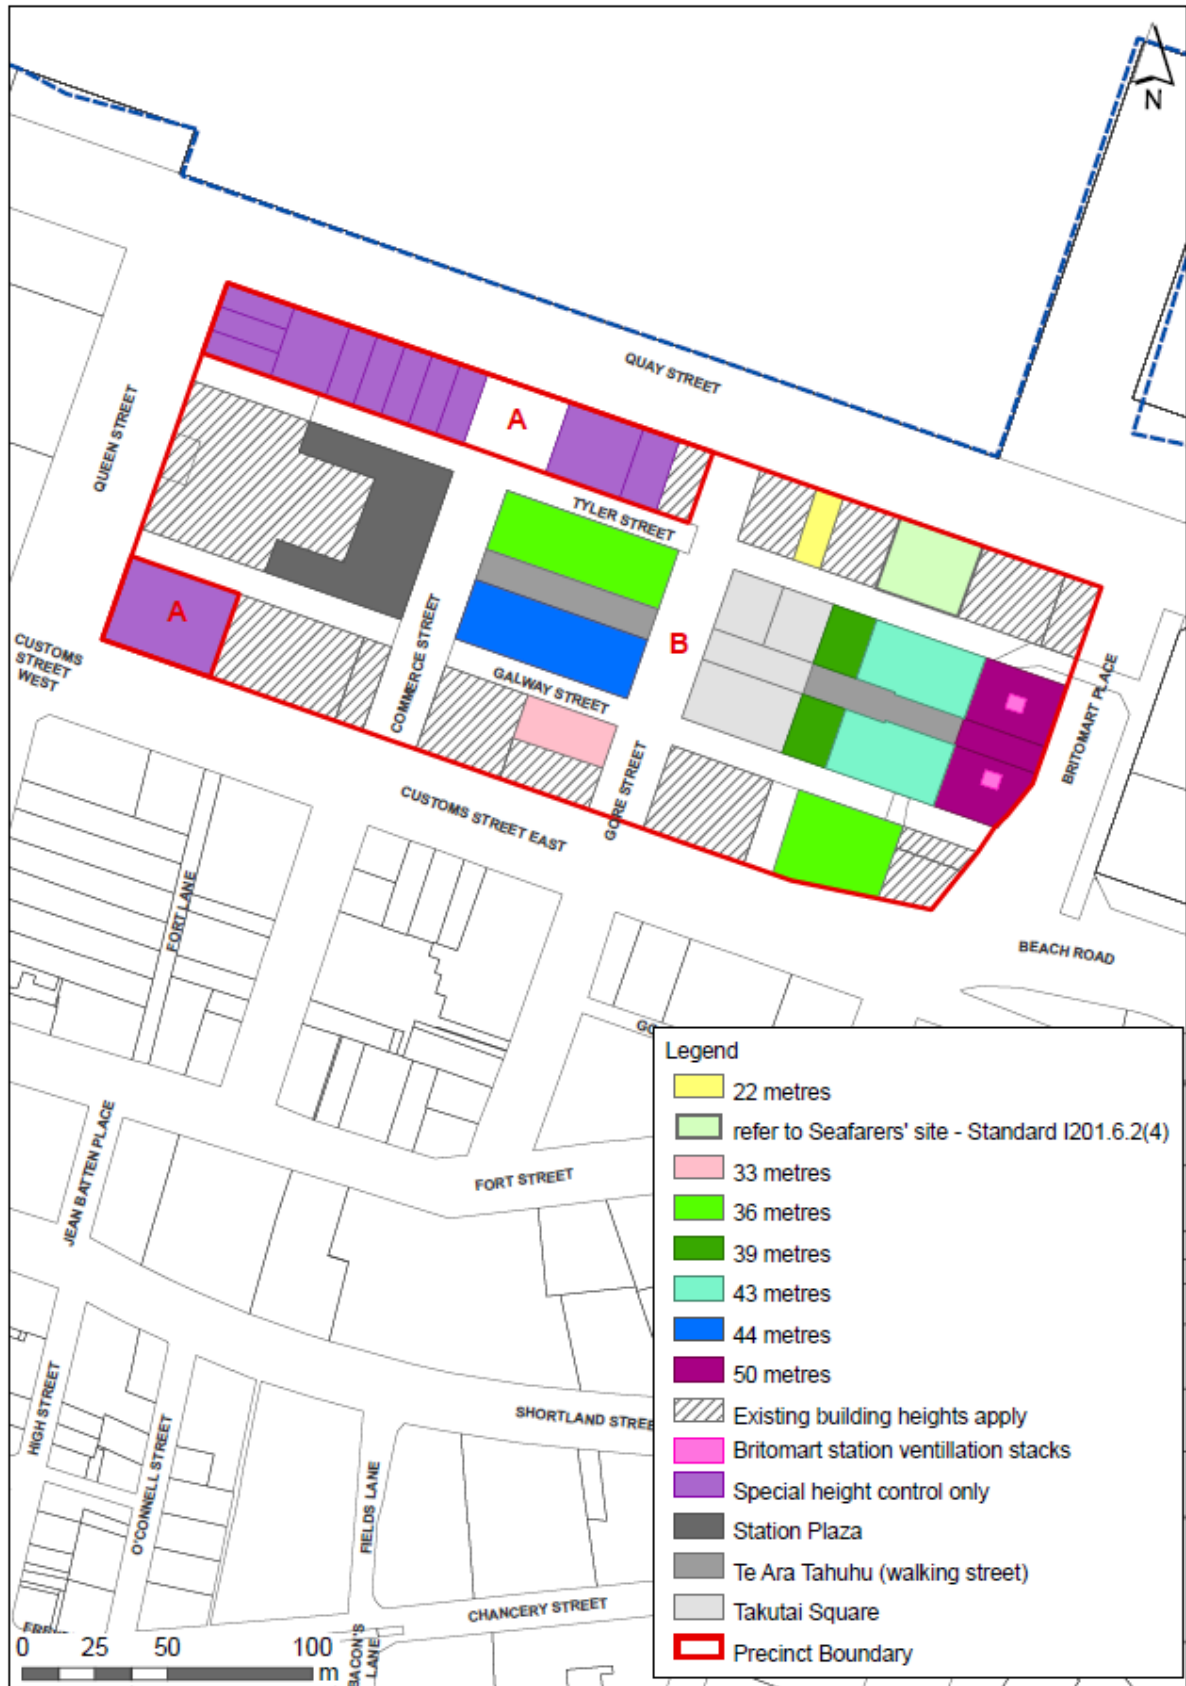 N
QUAY STREET
QUEEN STREET
A
TYLER STREET
A
B
CUSTOMS
STREET
WEST
COMMERCE STREET
GALWAY STREET
GORE STREET
BRITOMART PLACE
CUSTOMS STREET EAST
FORT LANE
BEACH ROAD
GO
JEAN BATTEN PLACE
FORT STREET
HIGH STREET
O'CONNELL STREET
SHORTLAND STREE
FIELDS LANE
CHANCERY STREET
BACON'S
LANE
0 25 50 100
m
Legend
22 metres
refer to Seafarers' site - Standard I201.6.2(4)
33 metres
36 metres
39 metres
43 metres
44 metres
50 metres
Existing building heights apply
Britomart station ventillation stacks
Special height control only
Station Plaza
Te Ara Tahuhu (walking street)
Takutai Square
Precinct Boundary